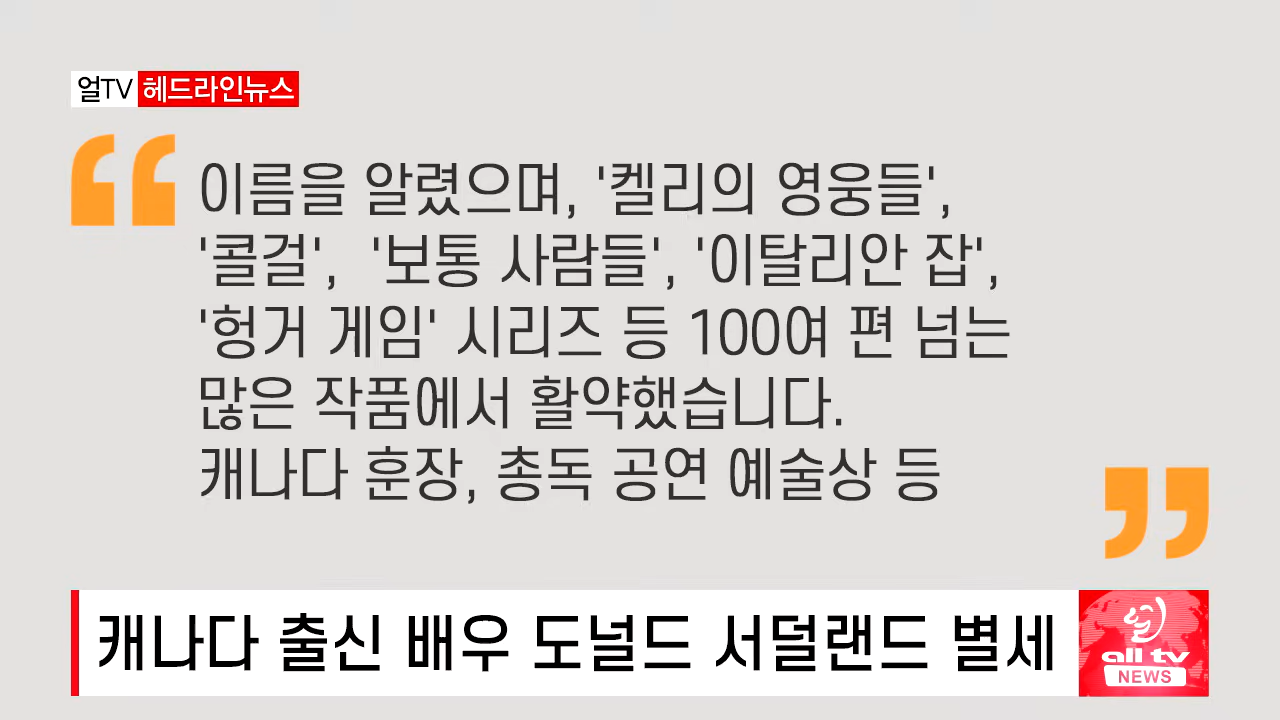 얼TV 헤드라인뉴스
이름을 알렸으며, '켈리의 영웅들',
'콜걸', '보통 사람들', '이탈리안 잡',
'헝거 게임' 시리즈 등 100여 편 넘는
많은 작품에서 활약했습니다.
캐나다 훈장, 총독 공연 예술상 등
캐나다 출신 배우 도널드 서덜랜드 별세
얼
all tv
NEWS